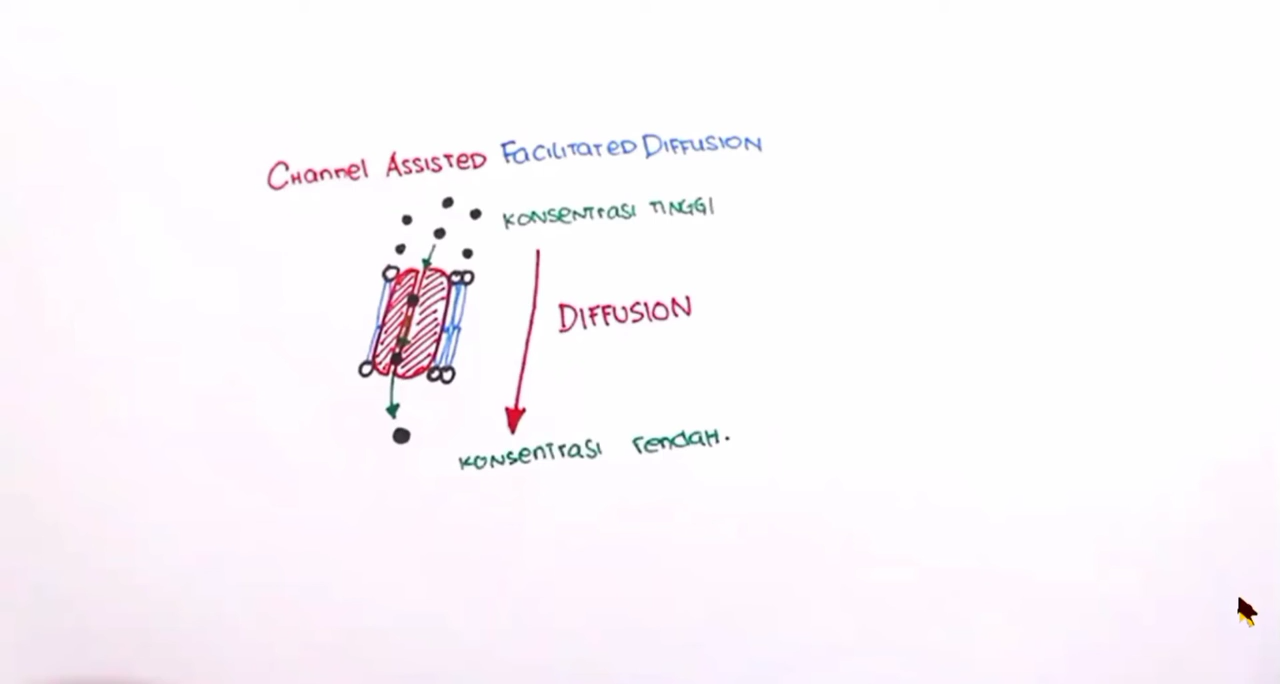 Channel Assisted Facilitated Diffusion
Konsentrasi Tinggi
Diffusion
Konsentrasi rendah.